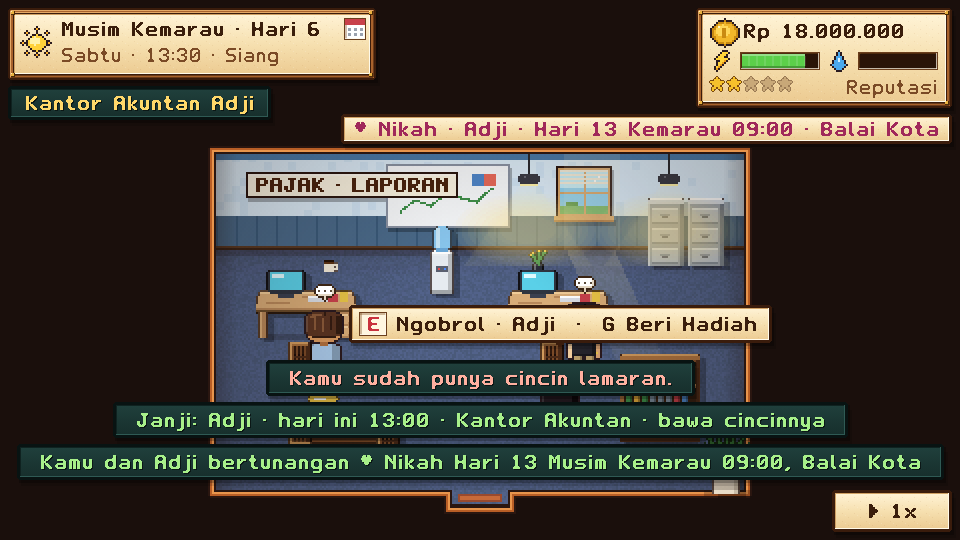 Musim Kemarau · Hari 6
Sabtu · 13:30 · Siang
Rp 18.000.000
Reputasi
Kantor Akuntan Adji
♥ Nikah · Adji · Hari 13 Kemarau 09:00 · Balai Kota
PAJAK · LAPORAN
E Ngobrol · Adji · G Beri Hadiah
Kamu sudah punya cincin lamaran.
Janji: Adji · hari ini 13:00 · Kantor Akuntan · bawa cincinnya
Kamu dan Adji bertunangan ♥ Nikah Hari 13 Musim Kemarau 09:00, Balai Kota
1x